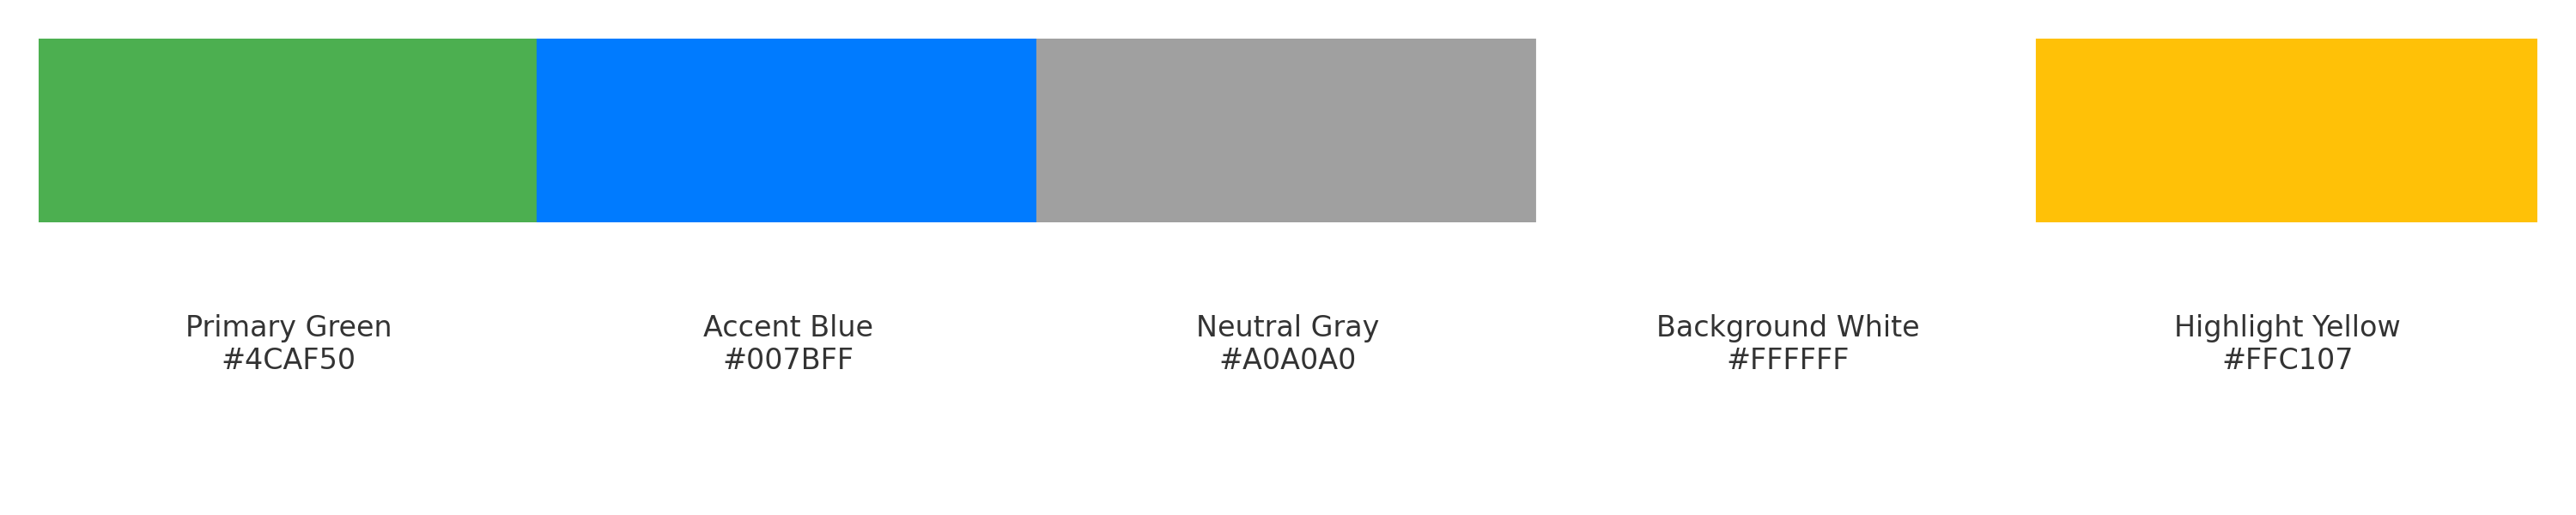 Primary Green
#4CAF50
Accent Blue
#007BFF
Neutral Gray
#A0A0A0
Background White
#FFFFFF
Highlight Yellow
#FFC107